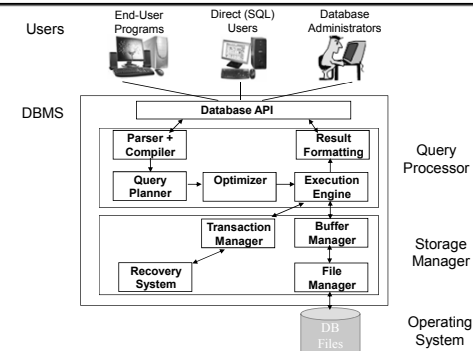 Users
End-User
Programs
Direct (SQL)
Users
Database
Administrators
DBMS
Database API
Parser +
Compiler
Result
Formatting
Query
Planner
Optimizer
Execution
Engine
Query
Processor
Transaction
Manager
Buffer
Manager
Recovery
System
File
Manager
Storage
Manager
DB
Files
Operating
System